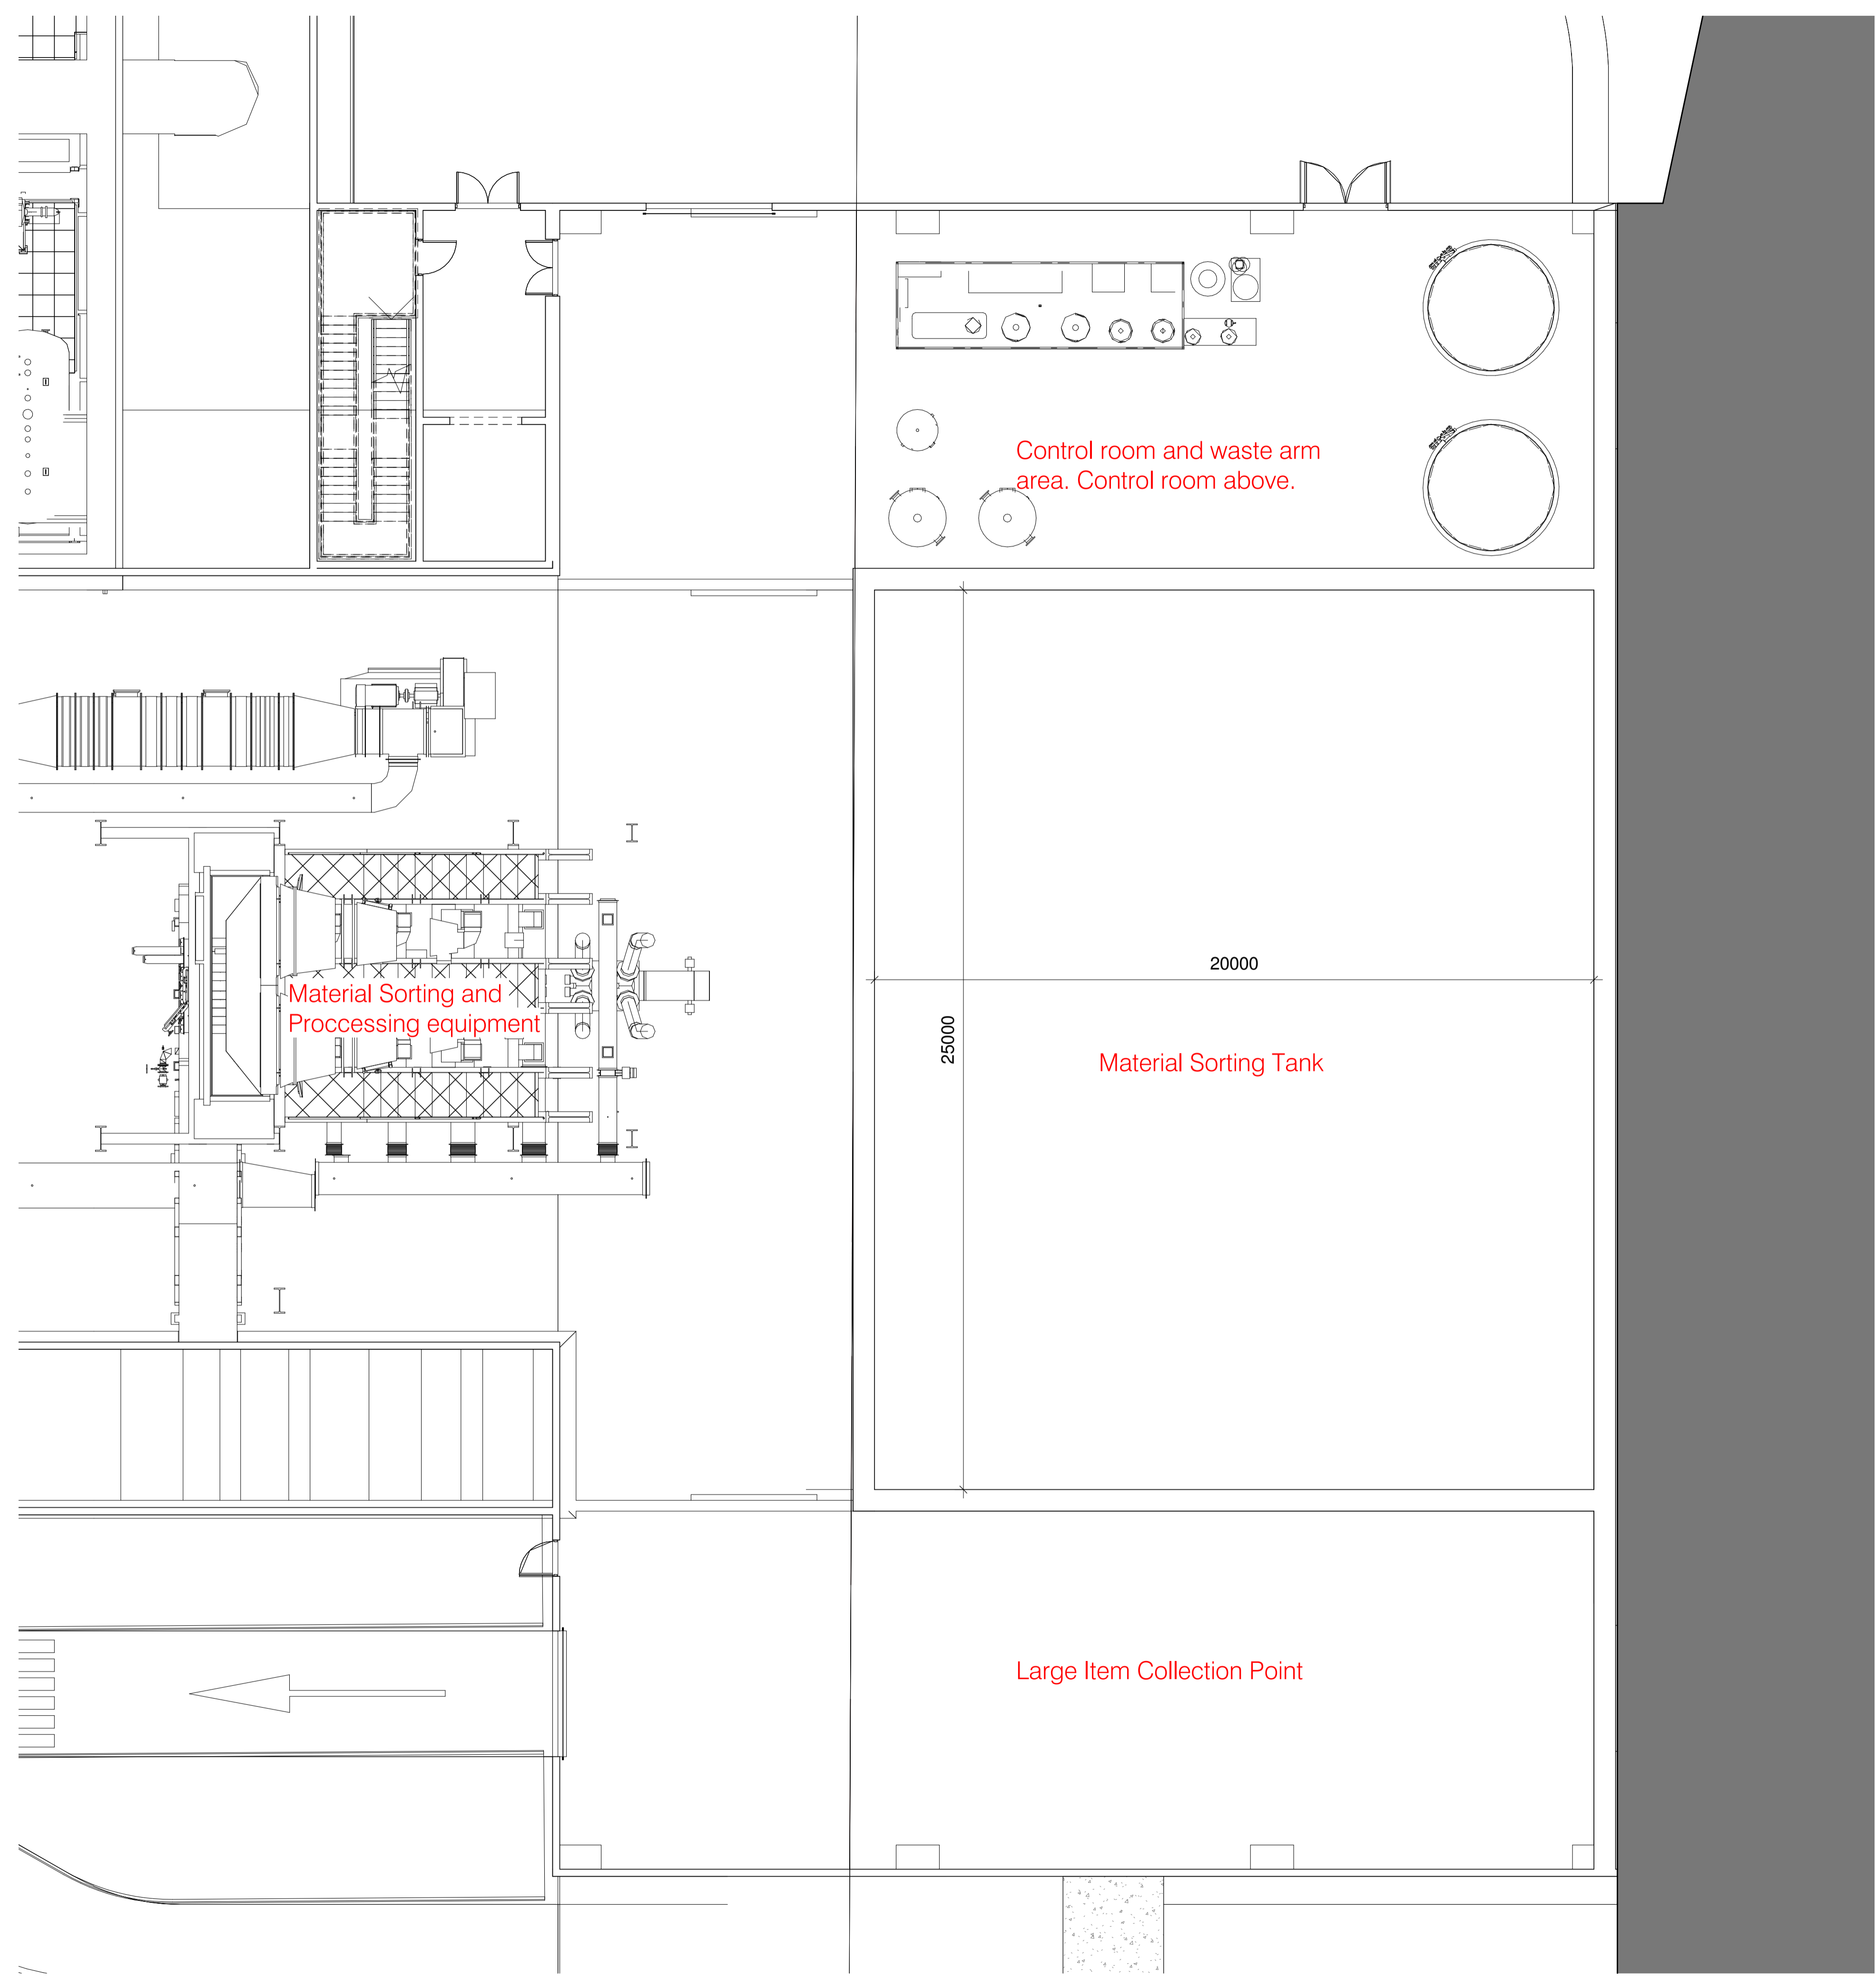 Control room and waste arm
area. Control room above.
20000
Material Sorting and
Proccessing equipment
25000
Material Sorting Tank
Large Item Collection Point